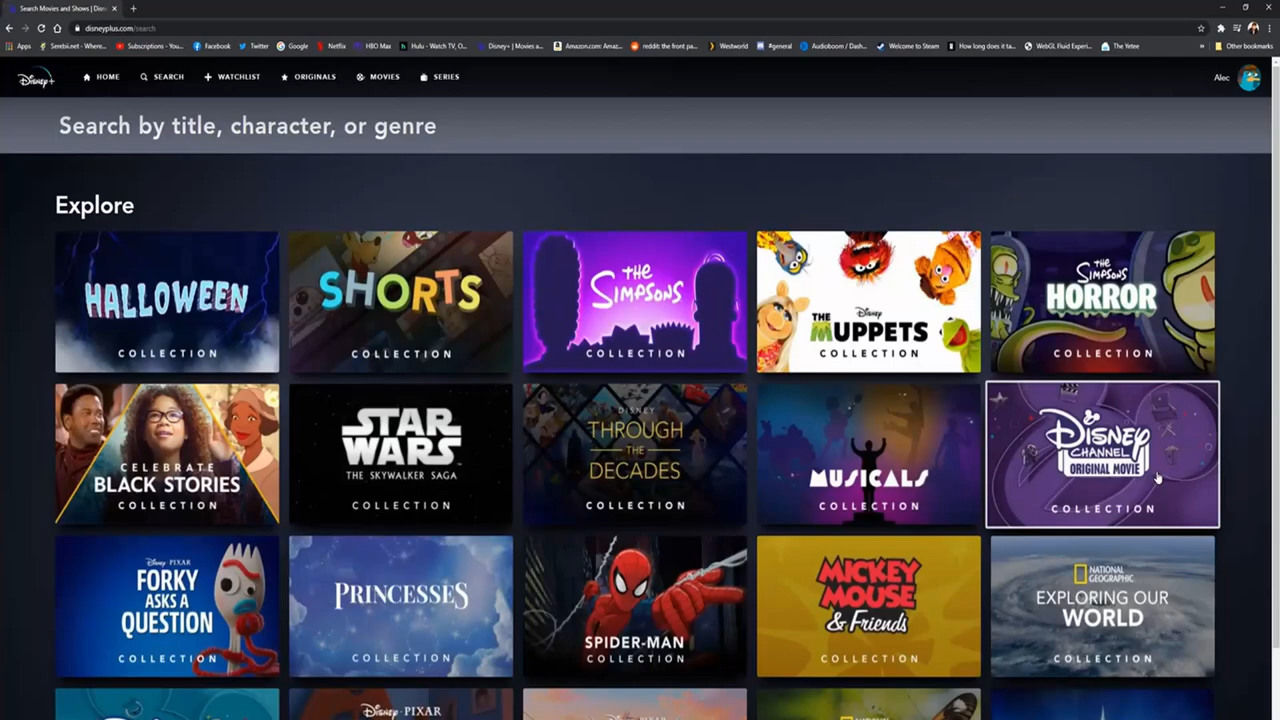 Search Movies and Shows | Disn
disneyplus.com/search
Apps
Serebii.net - Where...
Subscriptions - You...
Facebook
Twitter
Google
Netflix
HBO Max
Hulu - Watch TV, O...
Disney+ | Movies a...
Amazon.com: Amaz...
reddit: the front pa...
Westworld
#general
Audioboom / Dash...
Welcome to Steam
How long does it ta...
WebGL Fluid Experi...
The Yetee
»
Other bookmarks
Disney+
HOME
SEARCH
WATCHLIST
ORIGINALS
MOVIES
SERIES
Alec
Search by title, character, or genre
Explore
HALLOWEEN
COLLECTION
SHORTS
COLLECTION
THE
SIMPSONS
COLLECTION
Disney
THE
MUPPETS
COLLECTION
THE
SIMPSONS
HORROR
COLLECTION
CELEBRATE
BLACK STORIES
COLLECTION
STAR
WARS
THE SKYWALKER SAGA
COLLECTION
DISNEY
THROUGH
THE
DECADES
COLLECTION
MUSICALS
COLLECTION
Disney
CHANNEL
ORIGINAL MOVIE
COLLECTION
Disney · PIXAR
FORKY
ASKS A
QUESTION
COLLECTION
PRINCESSES
COLLECTION
SPIDER-MAN
COLLECTION
MICKEY
MOUSE
& Friends
COLLECTION
NATIONAL
GEOGRAPHIC
EXPLORING OUR
WORLD
COLLECTION
Disney · PIXAR
NATIONAL